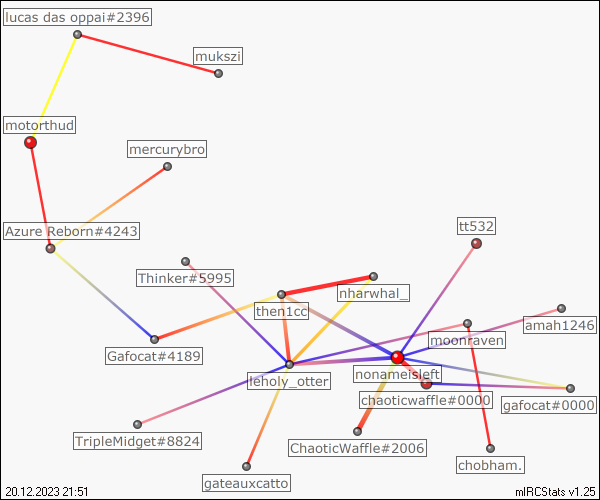 lucas das oppai#2396
mukszi
motorthud
mercurybro
Azure Reborn#4243
tt532
Thinker#5995
nharwhal_
then1cc
amah1246
moonraven
Gafocat#4189
nonameisleft
leholy_otter
chaoticwaffle#0000
gafocat#0000
TripleMidget#8824
ChaoticWaffle#2006
chobham.
gateauxcatto
20.12.2023 21:51
mIRCStats v1.25